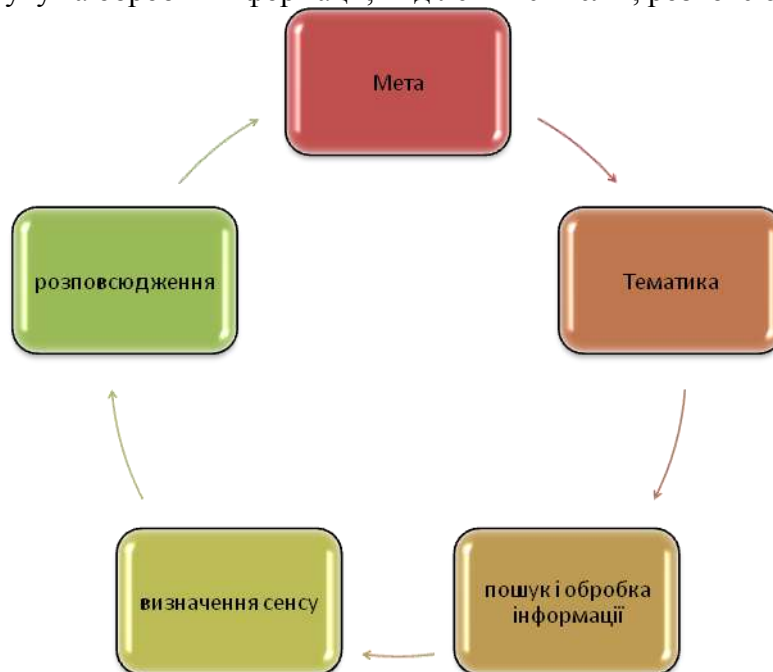 Мета
Тематика
пошук і обробка
інформації
визначення сенсу
розповсюдження